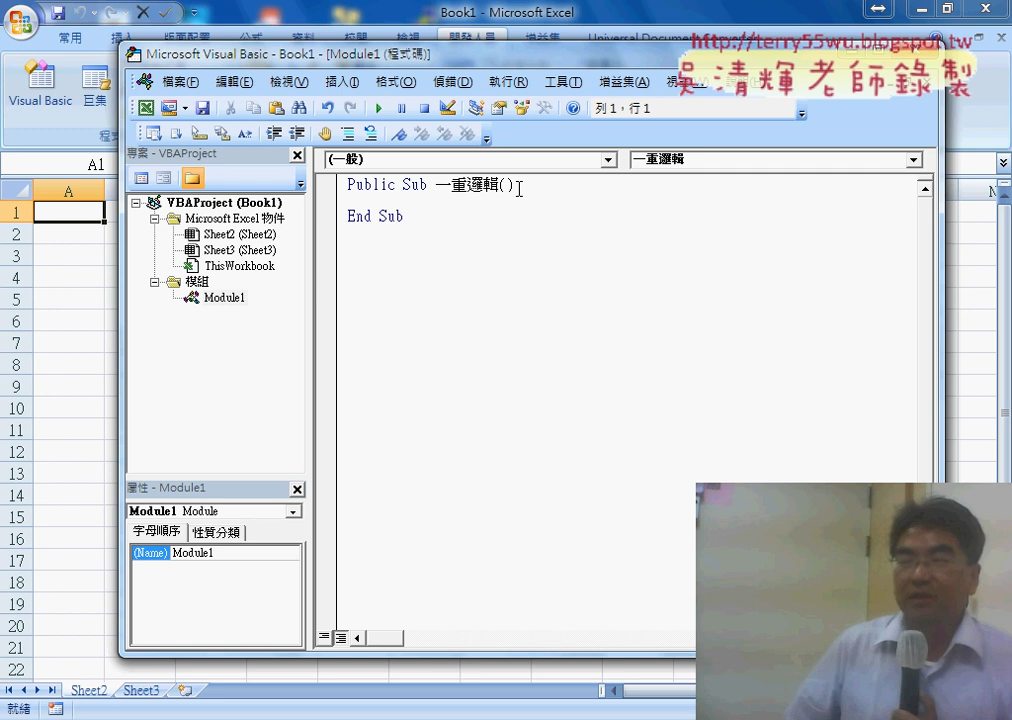 Book1 - Microsoft Excel
常用
插入
版面配置
公式
資料
校閱
檢視
開發人員
增益集
http://terry55wu.blogspot.tw
吳清輝老師錄製
Microsoft Visual Basic - Book1 - [Module1 (程式碼)]
檔案(F) 編輯(E) 檢視(V) 插入(I) 格式(O) 偵錯(D) 執行(R) 工具(T) 增益集(A)
Visual Basic 巨集
列 1，行 1
A1
專案 - VBAProject
(一般)
一重邏輯
Public Sub 一重邏輯()
End Sub
VBAProject (Book1)
Microsoft Excel 物件
Sheet2 (Sheet2)
Sheet3 (Sheet3)
ThisWorkbook
模組
Module1
屬性 - Module1
Module1 Module
字母順序 性質分類
(Name) Module1
A
N
1
2
3
4
5
6
7
8
9
10
11
12
13
14
15
16
17
18
19
20
21
22
Sheet2 Sheet3
就緒